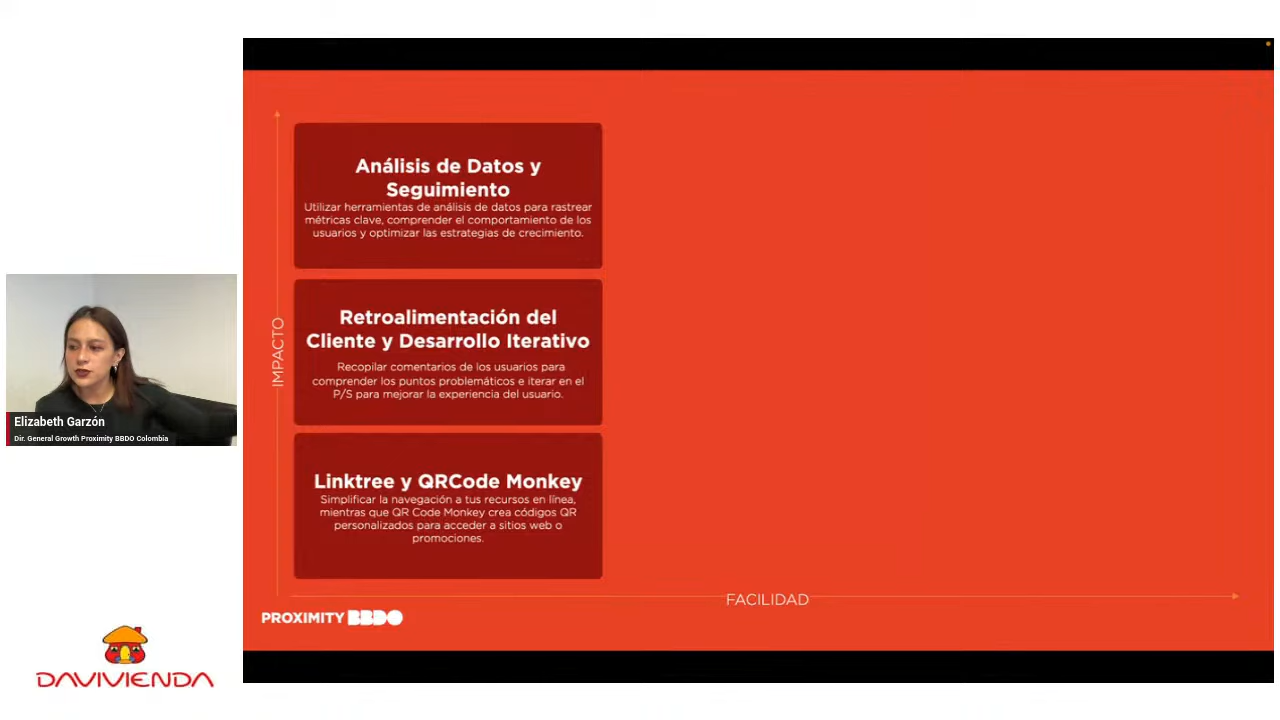 Análisis de Datos y
Seguimiento
Utilizar herramientas de análisis de datos para rastrear
métricas clave, comprender el comportamiento de los
usuarios y optimizar las estrategias de crecimiento.
Retroalimentación del
Cliente y Desarrollo Iterativo
Recopilar comentarios de los usuarios para
comprender los puntos problemáticos e iterar en el
P/S para mejorar la experiencia del usuario.
Linktree y QRCode Monkey
Simplificar la navegación a tus recursos en línea,
mientras que QR Code Monkey crea códigos QR
personalizados para acceder a sitios web o
promociones.
IMPACTO
FACILIDAD
PROXIMITY BBDO
Elizabeth Garzón
Dir. General Growth Proximity BBDO Colombia
DAVIVIENDA